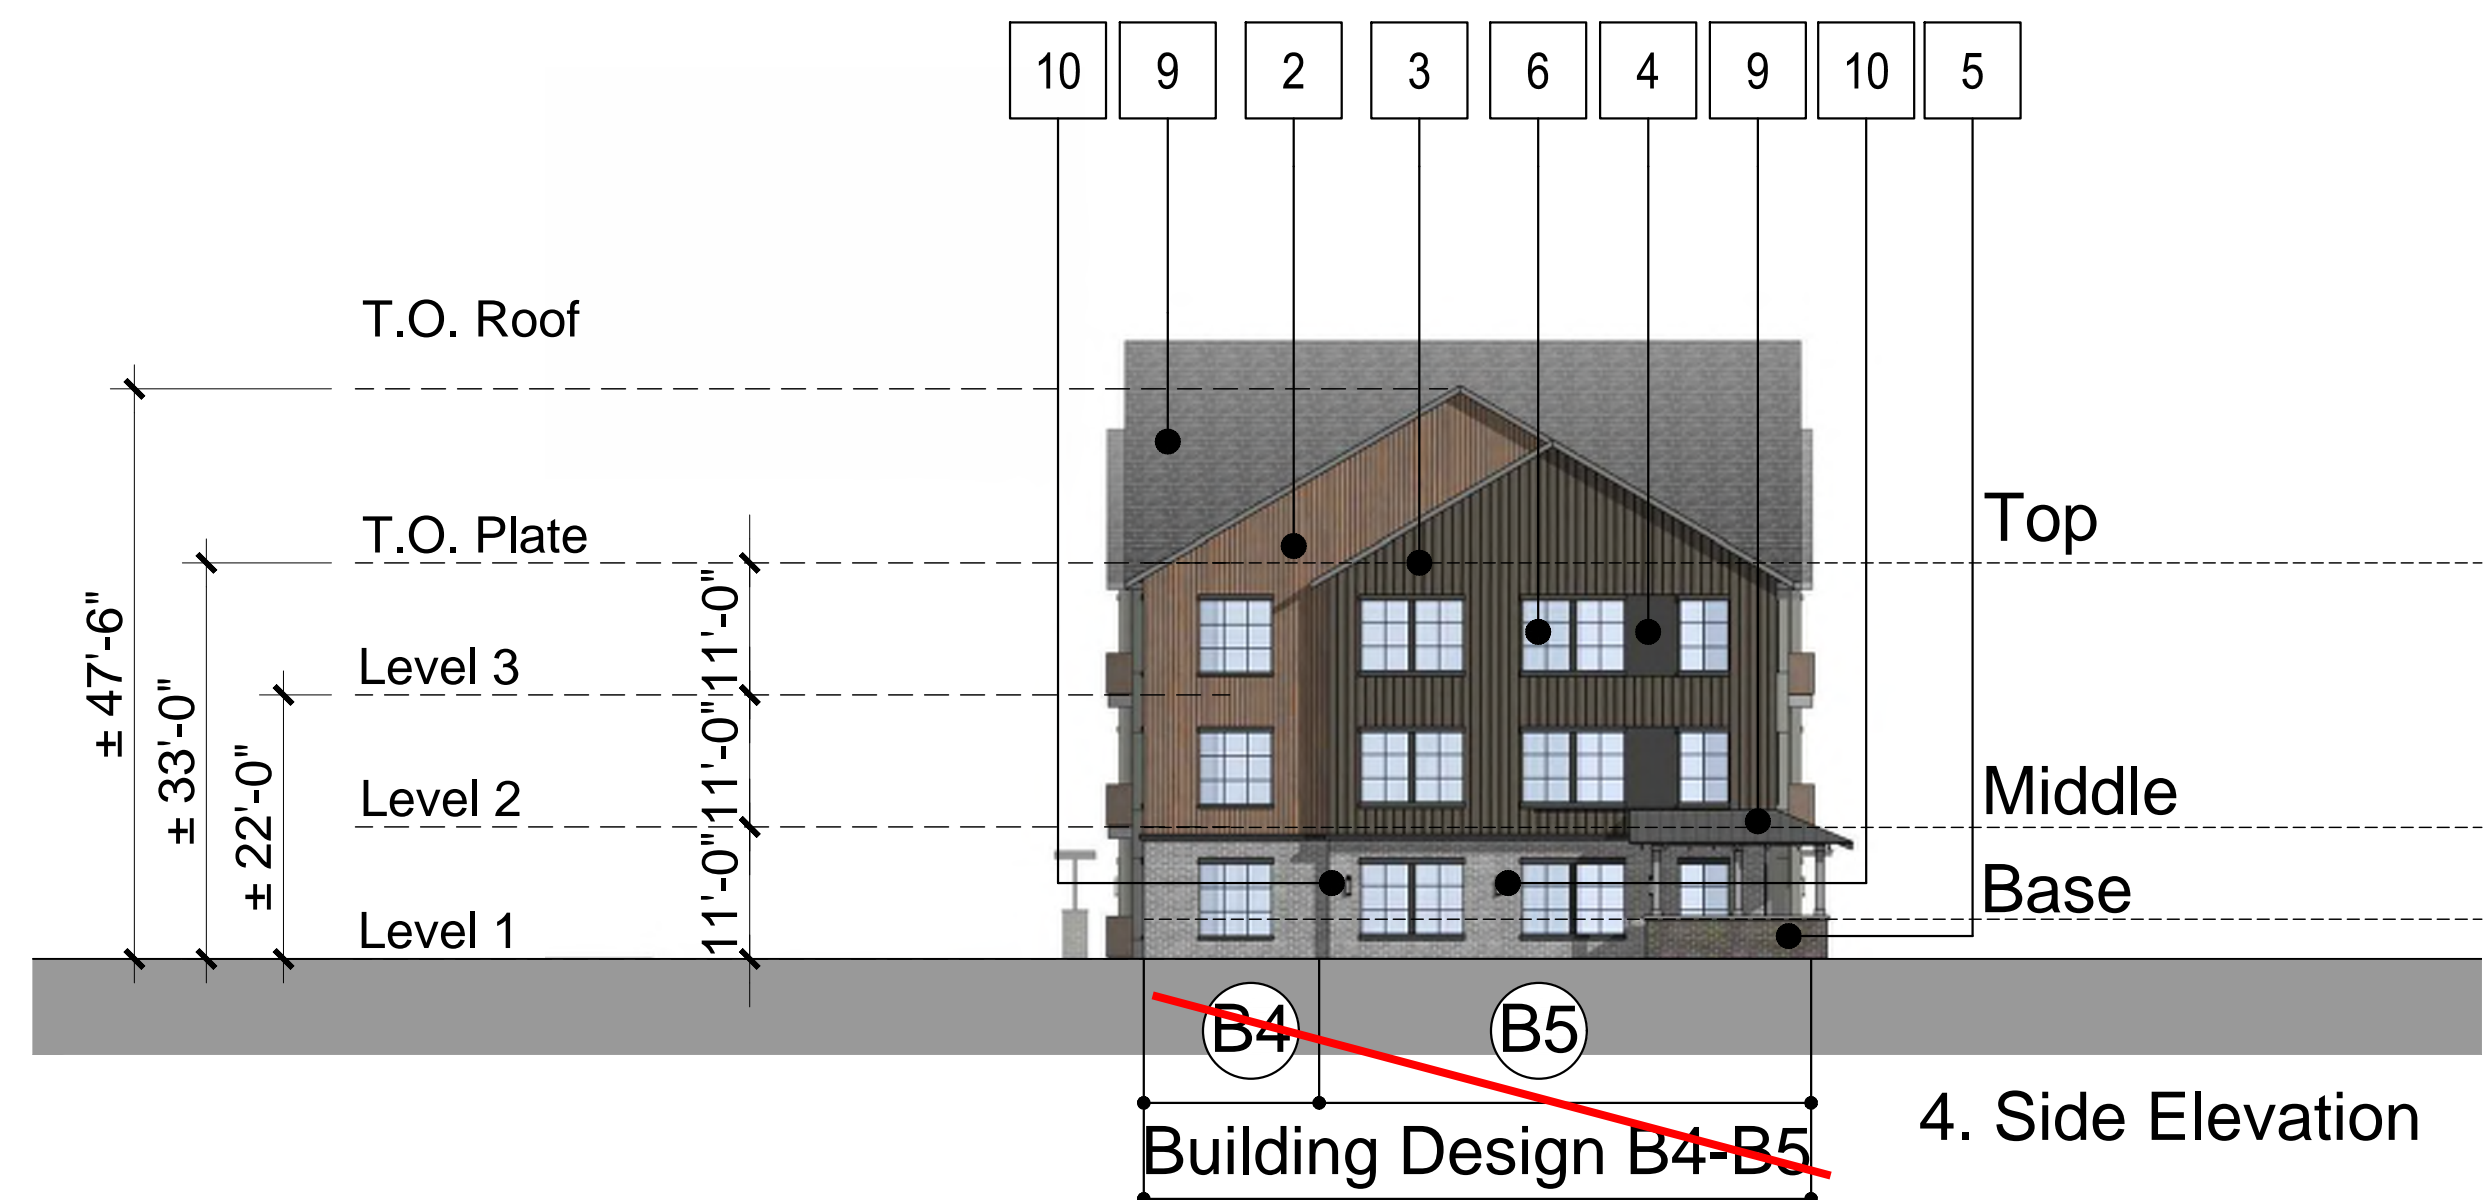 10 9 2 3 6 4 9 10 5
T.O. Roof
T.O. Plate
Top
Level 3
Level 2
Middle
Level 1
Base
± 47'-6"
± 33'-0"
± 22'-0"
11'-0"
11'-0"
11'-0"
B4 B5
Building Design B4-B5
4. Side Elevation